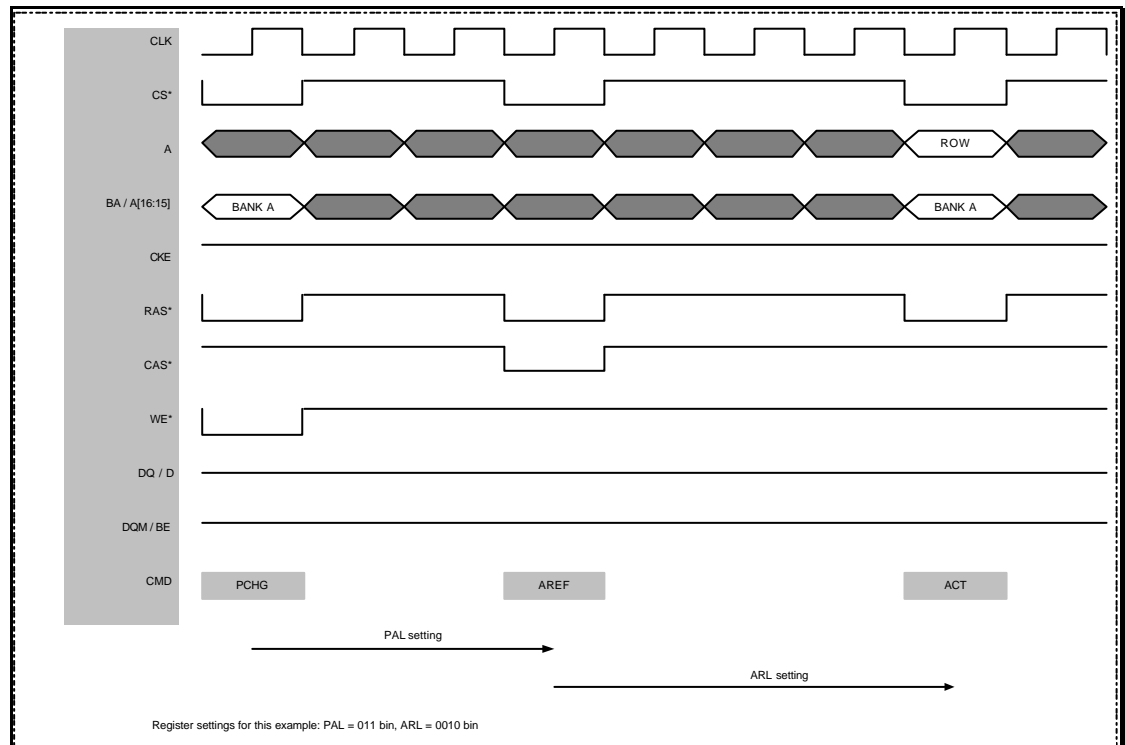 CLK
CS*
A
ROW
BA / A[16:15]
BANK A
BANK A
CKE
RAS*
CAS*
WE*
DQ / D
DQM / BE
CMD
PCHG
AREF
ACT
PAL setting
ARL setting
Register settings for this example: PAL = 011 bin, ARL = 0010 bin